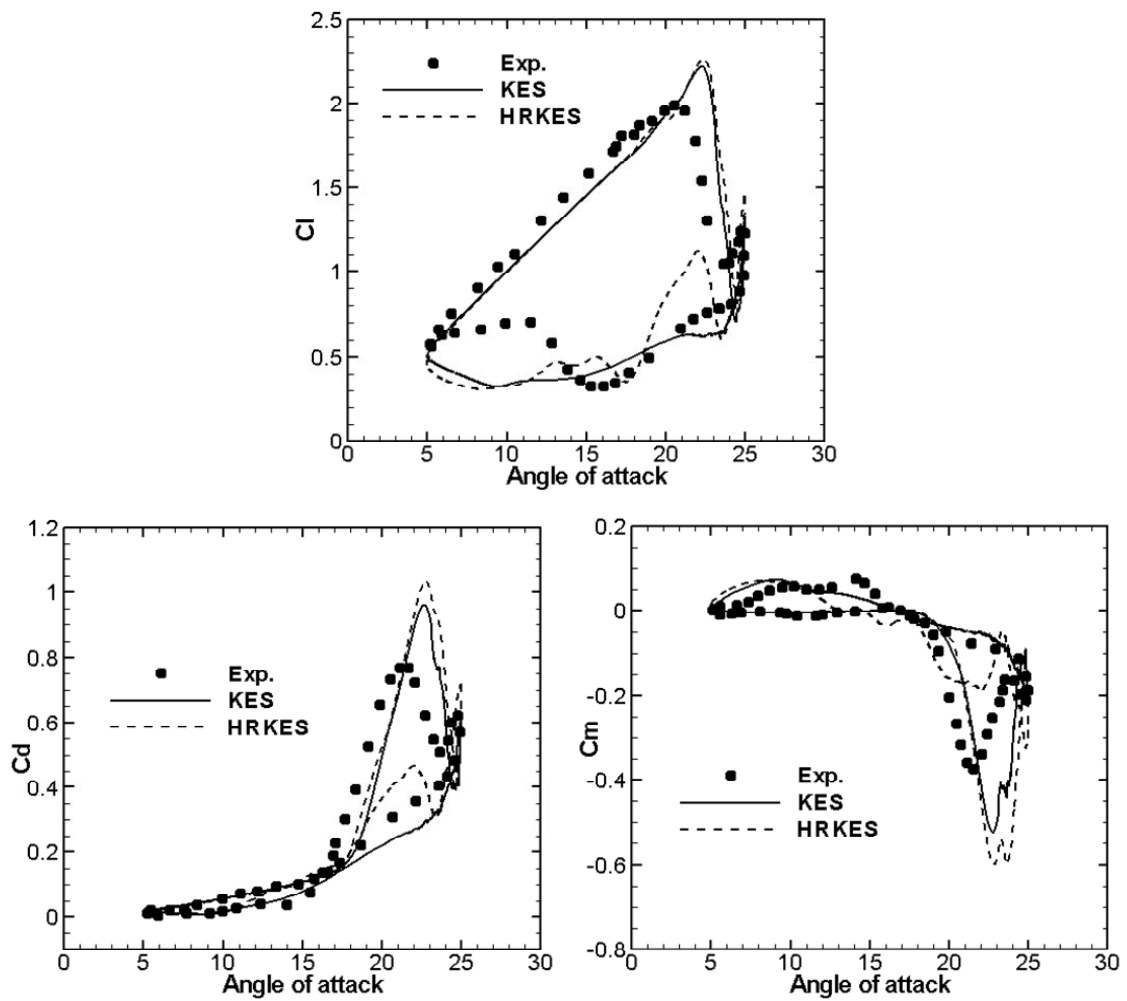 2.5
2
1.5
1
0.5
0
Cl
Exp.
KES
HRKES
0 5 10 15 20 25 30
Angle of attack
1.2
1
0.8
0.6
0.4
0.2
0
Cd
Exp.
KES
HRKES
0 5 10 15 20 25 30
Angle of attack
0.2
0
-0.2
-0.4
-0.6
-0.8
Cm
Exp.
KES
HRKES
0 5 10 15 20 25 30
Angle of attack